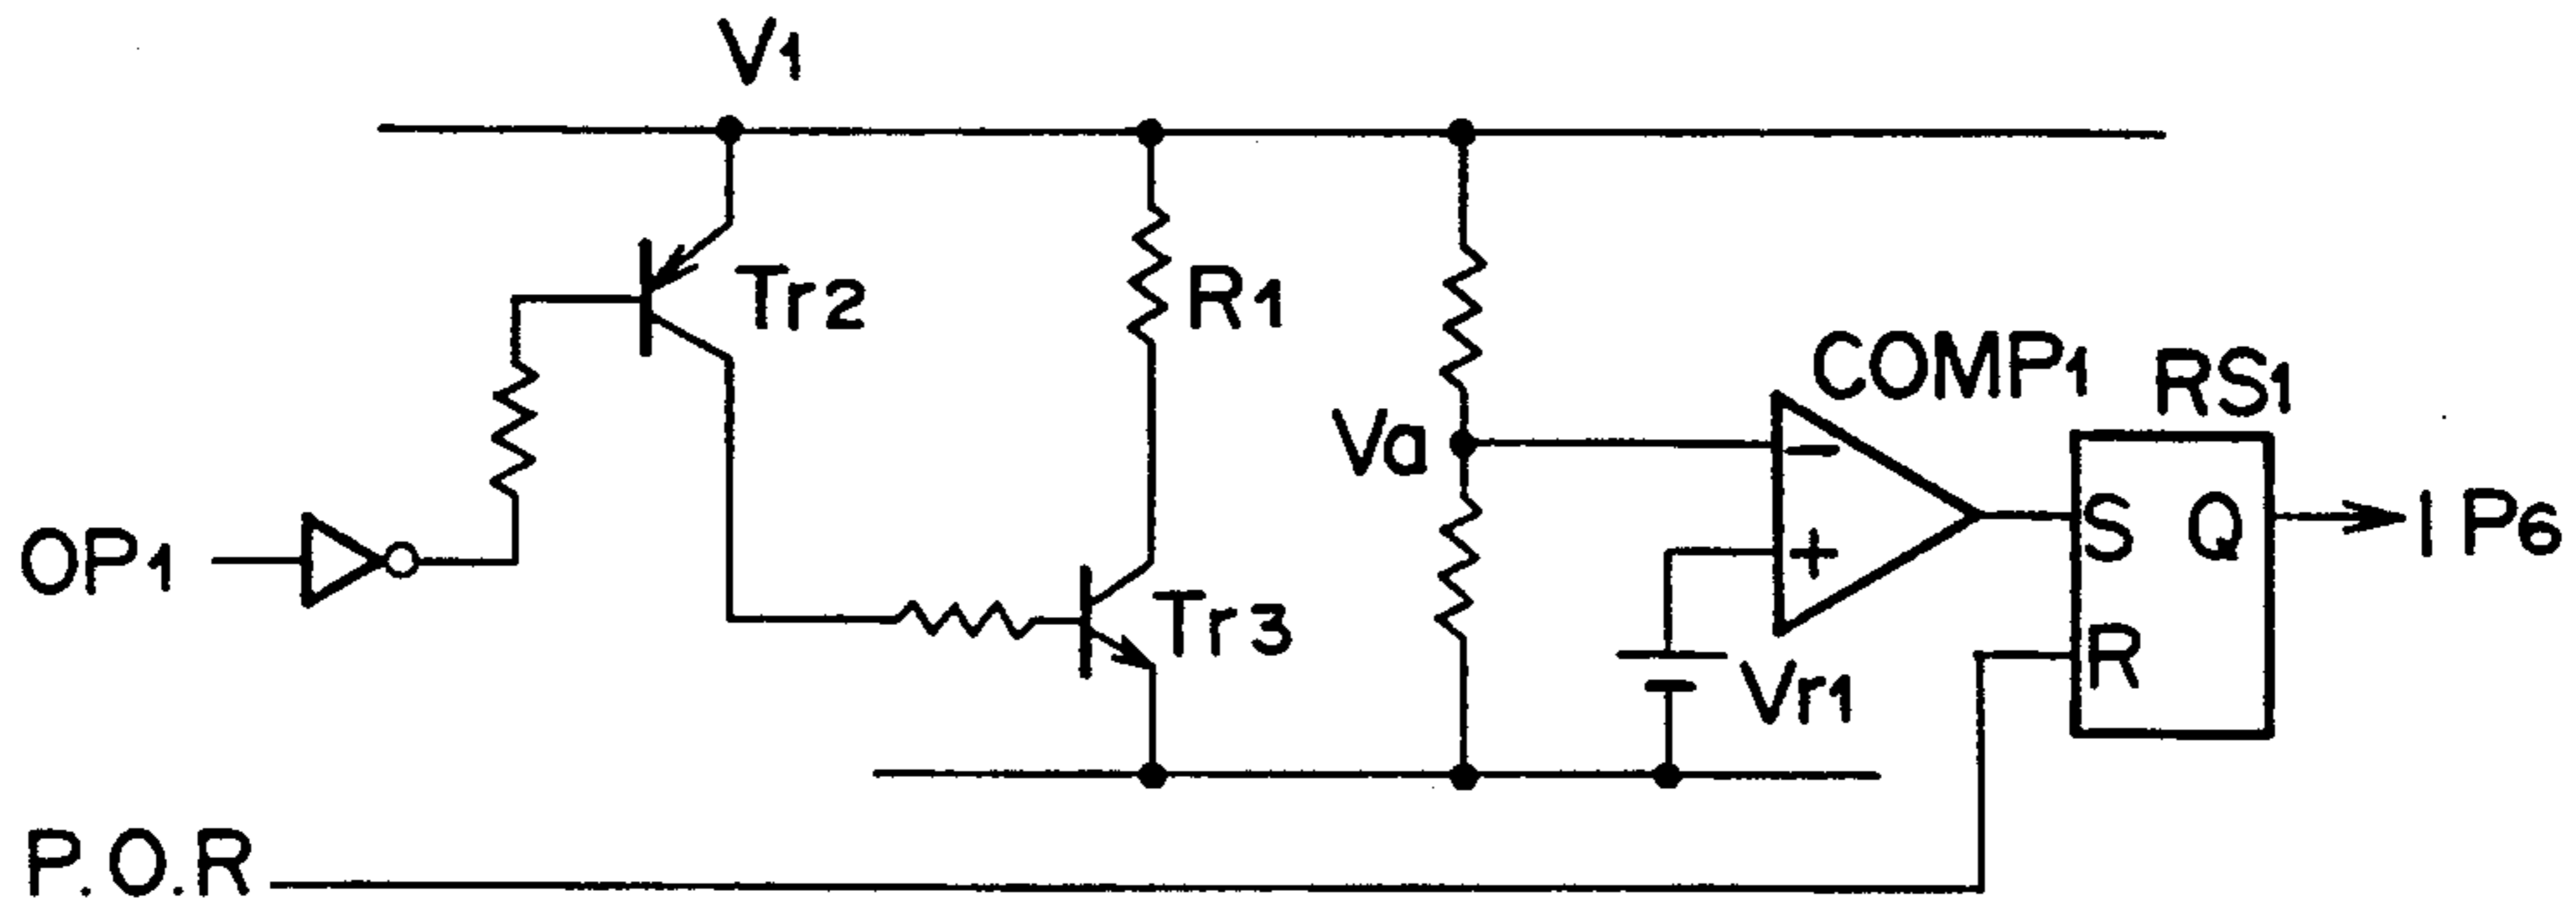 V1
Tr2
R1
COMP1
RS1
Va
−
OP1
S Q
IP6
+
Tr3
R
Vr1
P.O.R